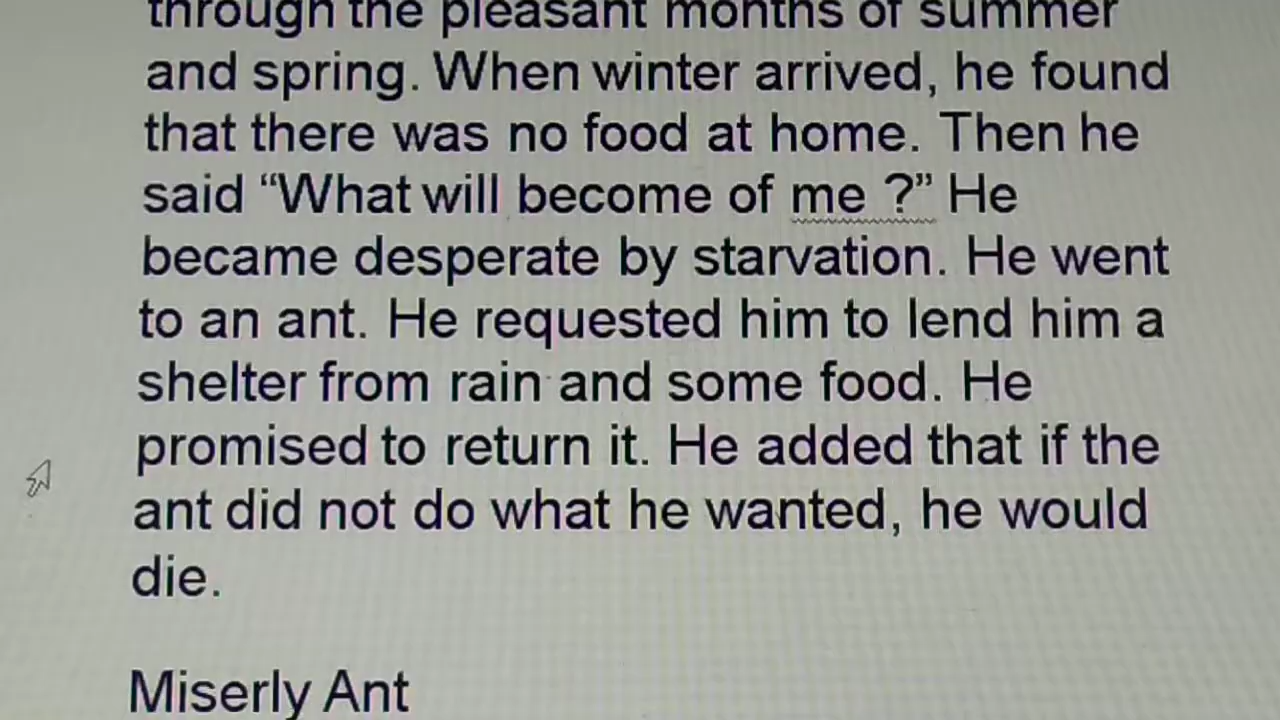 through the pleasant months of summer
and spring. When winter arrived, he found
that there was no food at home. Then he
said “What will become of me ?” He
became desperate by starvation. He went
to an ant. He requested him to lend him a
shelter from rain and some food. He
promised to return it. He added that if the
ant did not do what he wanted, he would
die.
Miserly Ant